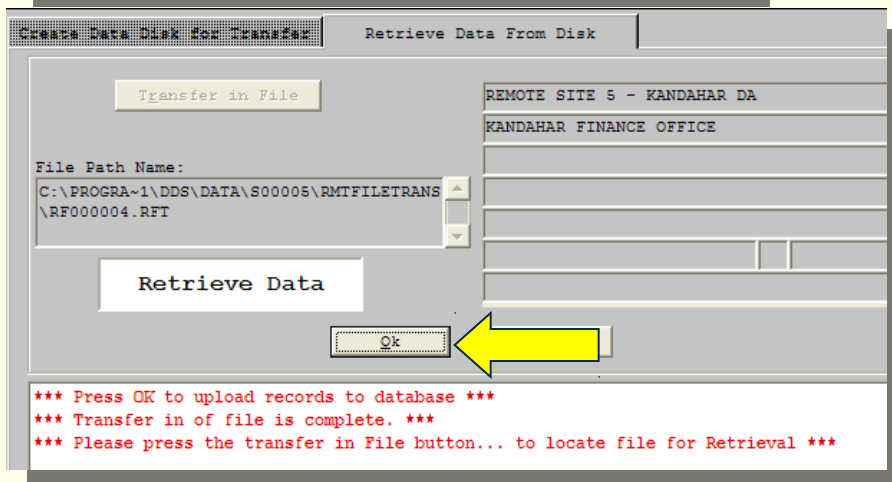 Create Data Disk for Transfer
Retrieve Data From Disk
Transfer in File
REMOTE SITE 5 - KANDAHAR DA
KANDAHAR FINANCE OFFICE
File Path Name:
C:\PROGRA~1\DDS\DATA\S00005\RMTFILETRANS
\RF000004.RFT
Retrieve Data
Ok
*** Press OK to upload records to database ***
*** Transfer in of file is complete. ***
*** Please press the transfer in File button... to locate file for Retrieval ***